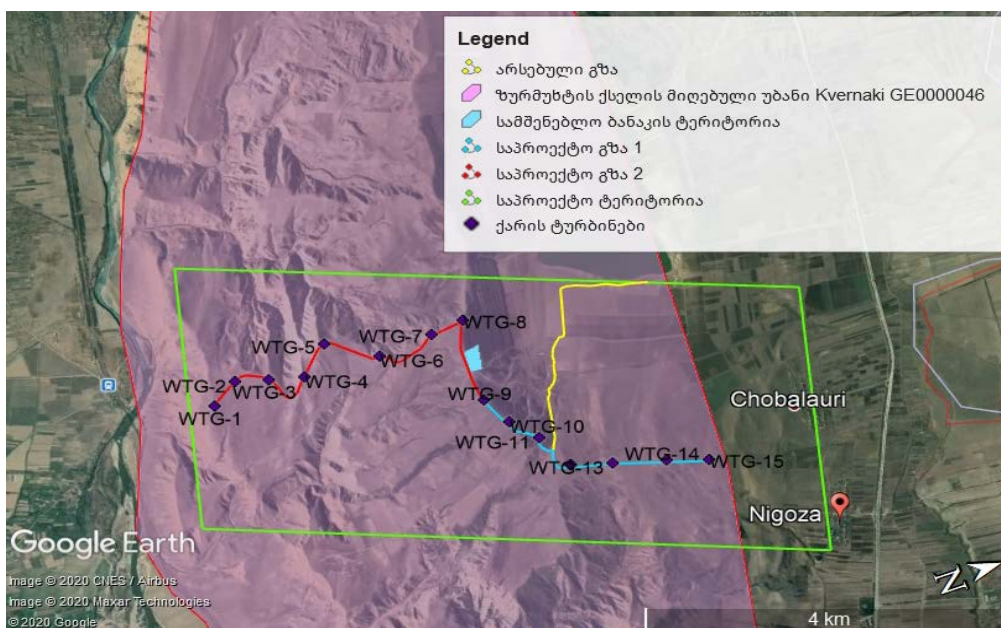 Legend
არსებული გზა
ზურმუხტის ქსელის მიღებული უბანი Kvernaki GE0000046
სამშენებლო ბანაკის ტერიტორია
საპროექტო გზა 1
საპროექტო გზა 2
საპროექტო ტერიტორია
ქარის ტურბინები
WTG-8
WTG-7
WTG-5
WTG-6
WTG-2
WTG-3
WTG-4
WTG-9
Chobalauri
WTG-1
WTG-10
WTG-11
WTG-13
WTG-14
WTG-15
Nigoza
Google Earth
Image © 2020 CNES / Airbus
Image © 2020 Maxar Technologies
© 2020 Google
N
4 km